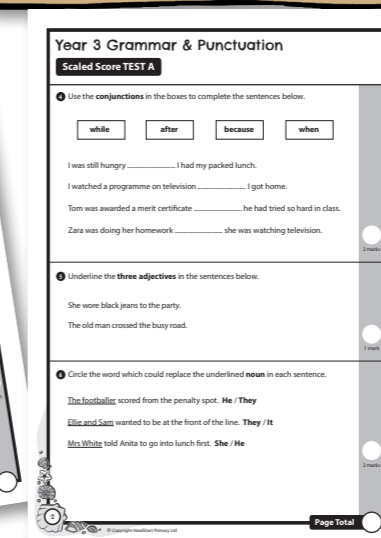 Year 3 Grammar & Punctuation
Scaled Score TEST A
4 Use the conjunctions in the boxes to complete the sentences below.
while after because when
I was still hungry ____________ I had my packed lunch.
I watched a programme on television ____________ I got home.
Tom was awarded a merit certificate ____________ he had tried so hard in class.
Zara was doing her homework ____________ she was watching television.
2 marks
5 Underline the three adjectives in the sentences below.
She wore black jeans to the party.
The old man crossed the busy road.
1 mark
6 Circle the word which could replace the underlined noun in each sentence.
The footballer scored from the penalty spot. He / They
Ellie and Sam wanted to be at the front of the line. They / It
Mrs White told Anita to go into lunch first. She / He
2 marks
2
© Copyright HeadStart Primary Ltd
Page Total